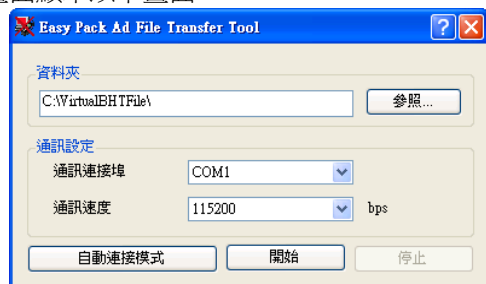 Easy Pack Ad File Transfer Tool
資料夾
C:\VirtualBHTFile\
參照...
通訊設定
通訊連接埠
COM1
通訊速度
115200
bps
自動連接模式
開始
停止